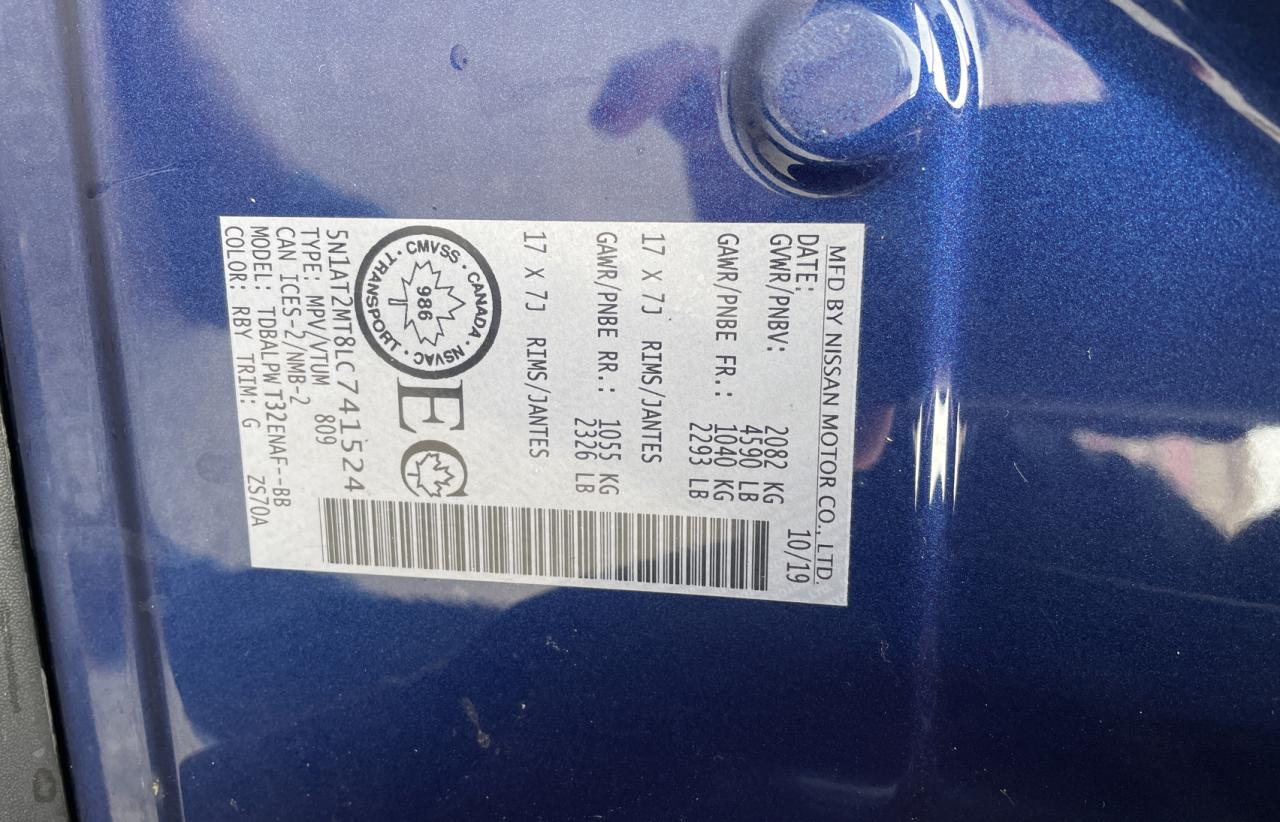 MFD BY NISSAN MOTOR CO., LTD.
DATE: 10/19
GVWR/PNBV: 2082 KG
4590 LB
GAWR/PNBE FR.: 1040 KG
2293 LB
17 X 7J RIMS/JANTES
GAWR/PNBE RR.: 1055 KG
2326 LB
17 X 7J RIMS/JANTES
CMVSS · CANADA · NSVAC · TRANSPORT ·
986
EC
5N1AT2MT8LC741524
TYPE: MPV/VTUM 809
CAN ICES-2/NMB-2
MODEL: TDBALPWT32ENAF--BB
COLOR: RBY TRIM: G ZS70A